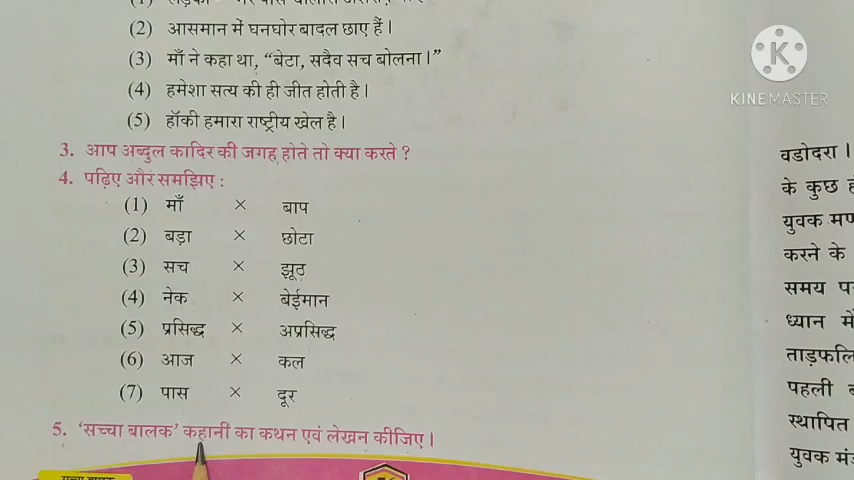 (2) आसमान में घनघोर बादल छाए हैं।
(3) माँ ने कहा था, “बेटा, सदैव सच बोलना।”
(4) हमेशा सत्य की ही जीत होती है।
(5) हॉकी हमारा राष्ट्रीय खेल है।
3. आप अब्दुल कादिर की जगह होते तो क्या करते ?
4. पढ़िए और समझिए :
(1) माँ × बाप
(2) बड़ा × छोटा
(3) सच × झूठ
(4) नेक × बेईमान
(5) प्रसिद्ध × अप्रसिद्ध
(6) आज × कल
(7) पास × दूर
5. ‘सच्चा बालक’ कहानी का कथन एवं लेखन कीजिए।
KINEMASTER
वडोदरा।
के कुछ
युवक
करने के
समय
ध्यान में
पहली
स्थापित
युवक